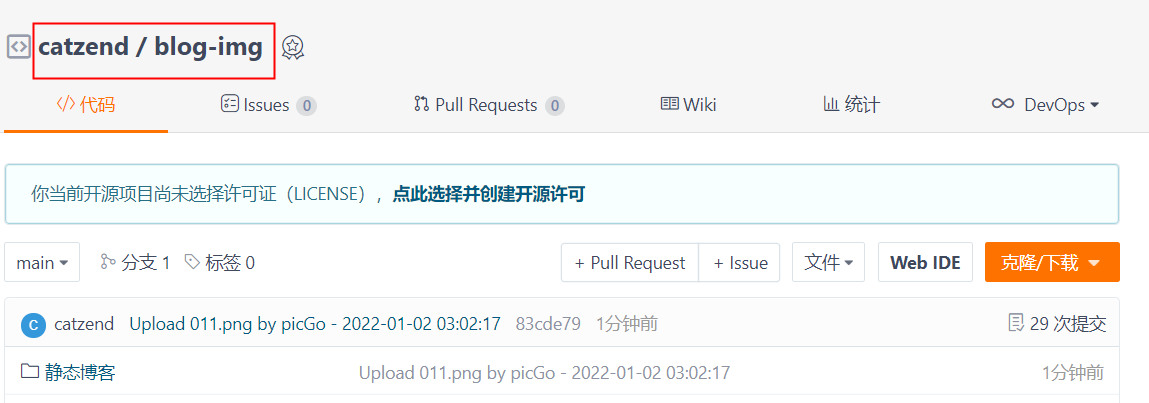 catzend / blog-img
代码 Issues 0 Pull Requests 0 Wiki 统计 DevOps
你当前开源项目尚未选择许可证（LICENSE），点此选择并创建开源许可
main 分支 1 标签 0 + Pull Request + Issue 文件 Web IDE 克隆/下载
C catzend Upload 011.png by picGo - 2022-01-02 03:02:17 83cde79 1分钟前 29 次提交
静态博客 Upload 011.png by picGo - 2022-01-02 03:02:17 1分钟前